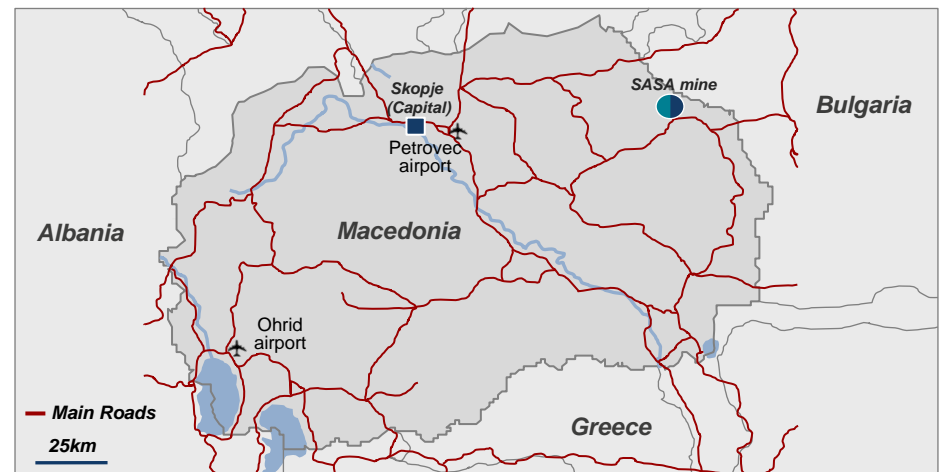 SASA mine
Skopje
(Capital)
Bulgaria
Petrovec
airport
Albania
Macedonia
Ohrid
airport
Main Roads
Greece
25km